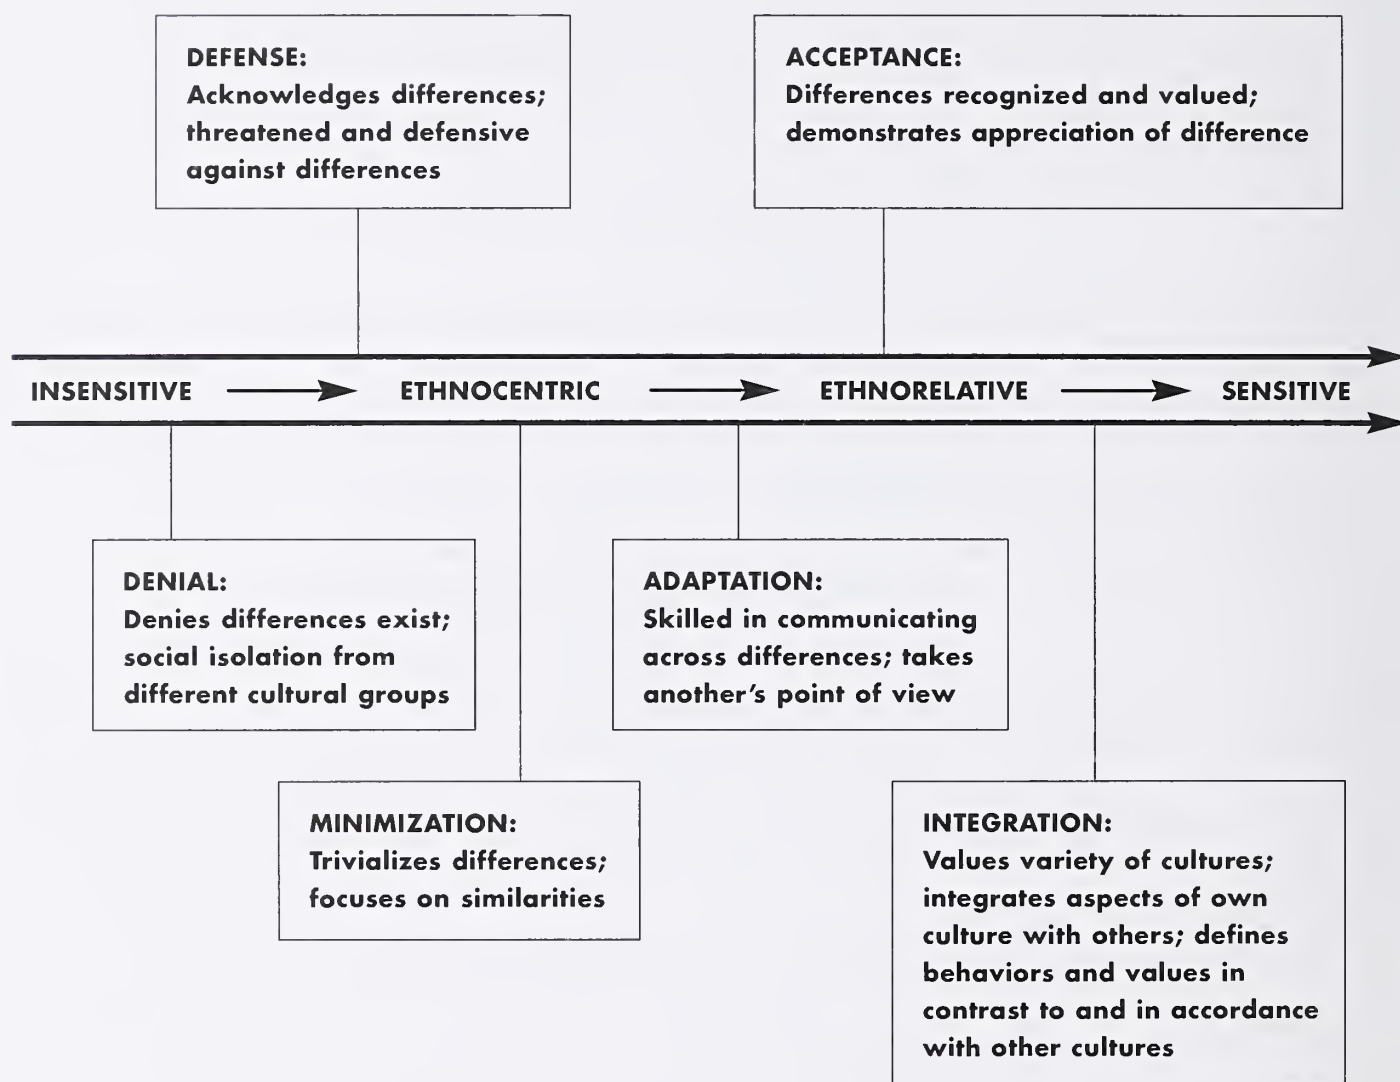 DEFENSE:
Acknowledges differences;
threatened and defensive
against differences
ACCEPTANCE:
Differences recognized and valued;
demonstrates appreciation of difference
INSENSITIVE
ETHNOCENTRIC
ETHNORELATIVE
SENSITIVE
DENIAL:
Denies differences exist;
social isolation from
different cultural groups
ADAPTATION:
Skilled in communicating
across differences; takes
another's point of view
MINIMIZATION:
Trivializes differences;
focuses on similarities
INTEGRATION:
Values variety of cultures;
integrates aspects of own
culture with others; defines
behaviors and values in
contrast to and in accordance
with other cultures